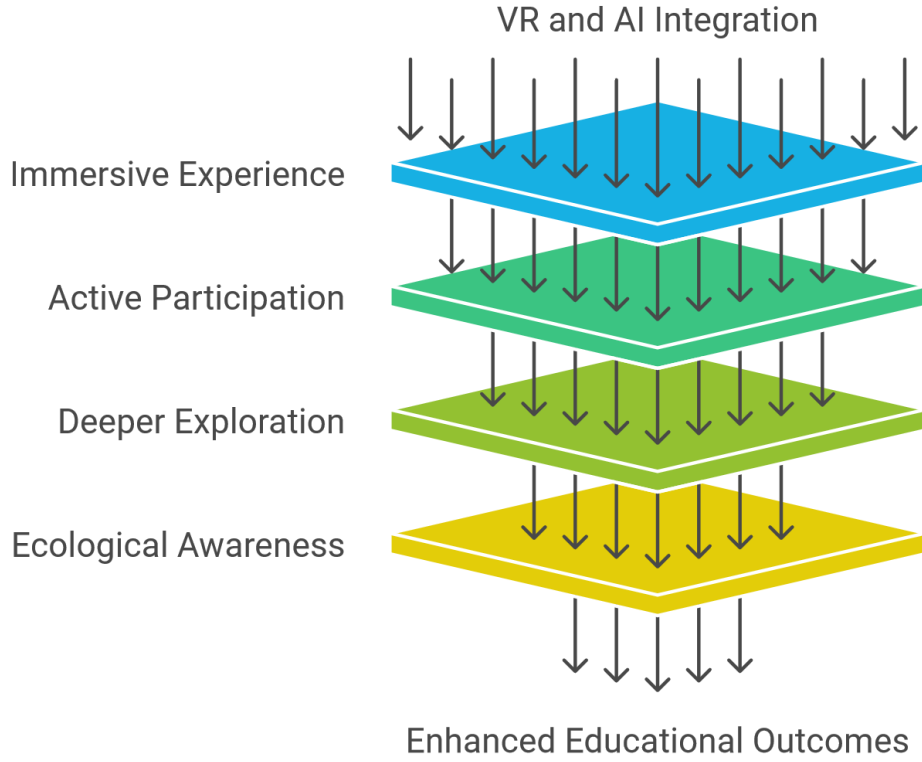 VR and AI Integration
Immersive Experience
Active Participation
Deeper Exploration
Ecological Awareness
Enhanced Educational Outcomes